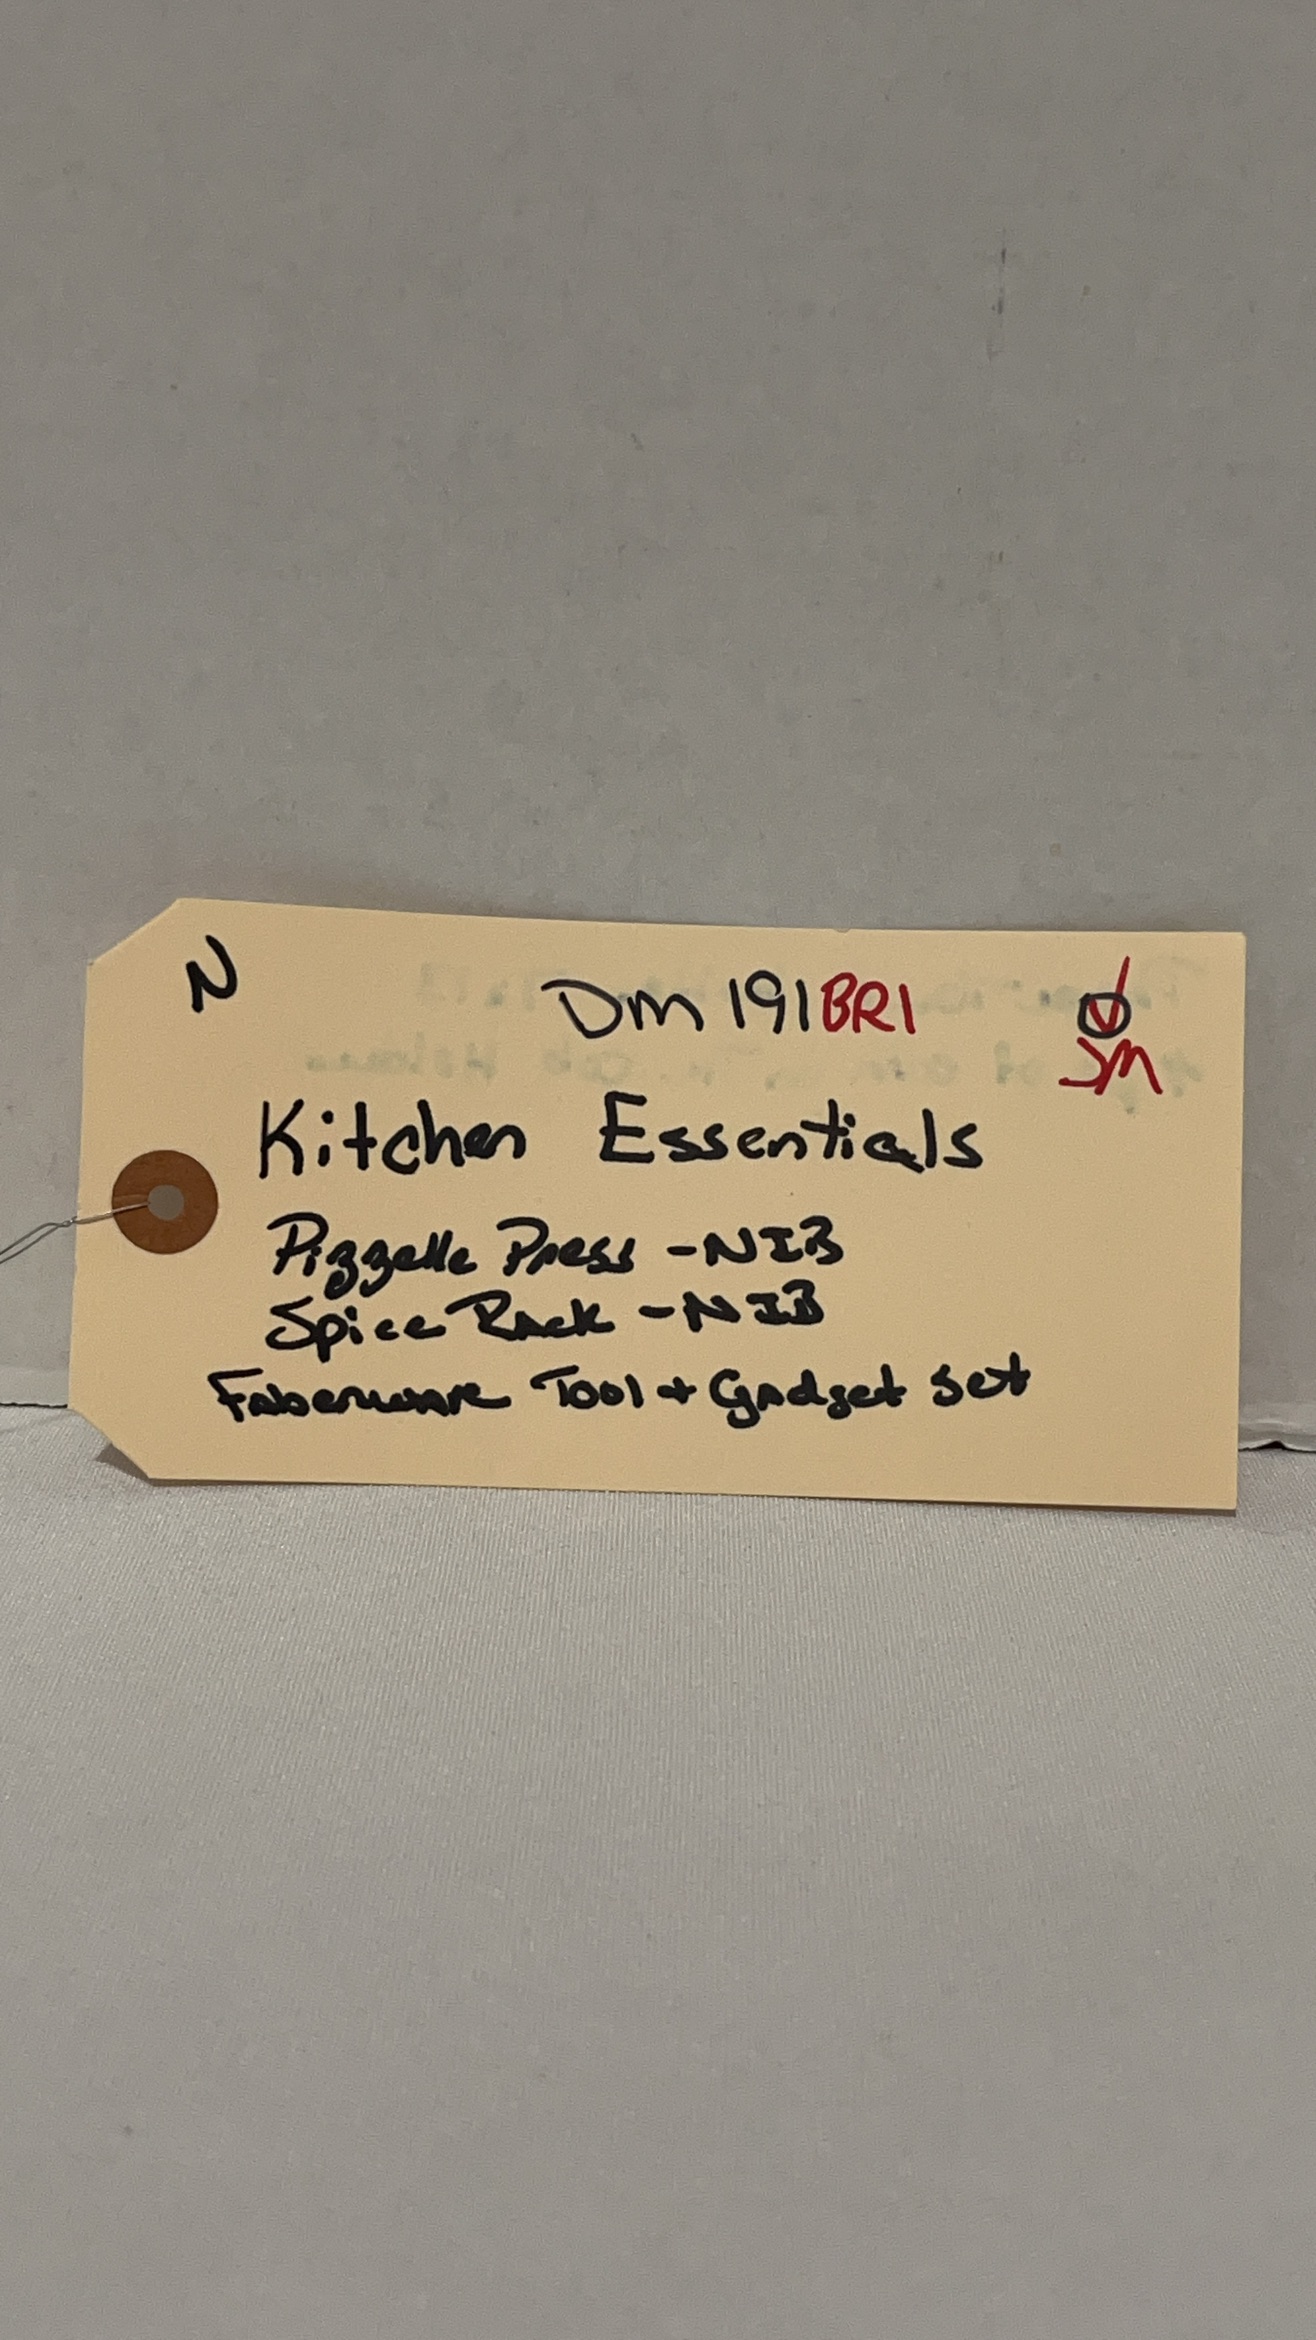 N
DM 191BR1
JM
Kitchen Essentials
Pizzelle Press - NIB
Spice Rack - NIB
Faberware Tool + Gadget Set